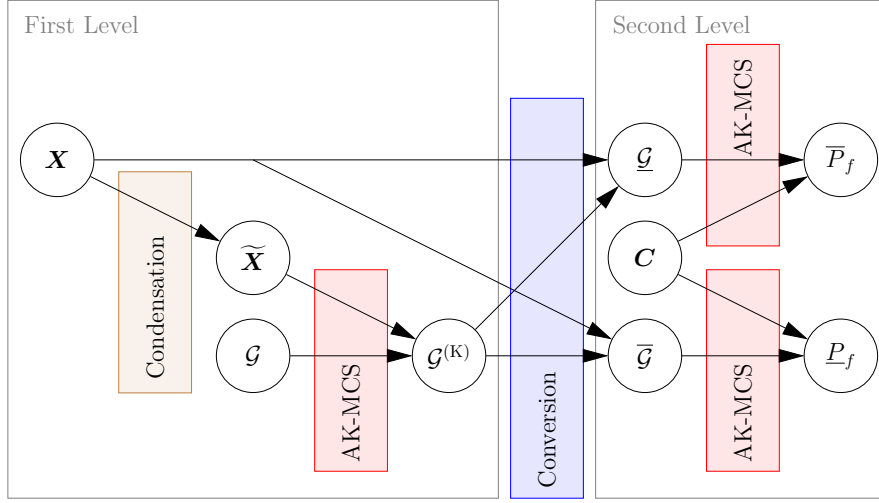 First Level
Second Level
AK-MCS
X
G̲
P̅_f
Condensation
X̃
C
G
AK-MCS
G^(K)
Conversion
G̅
AK-MCS
P̲_f